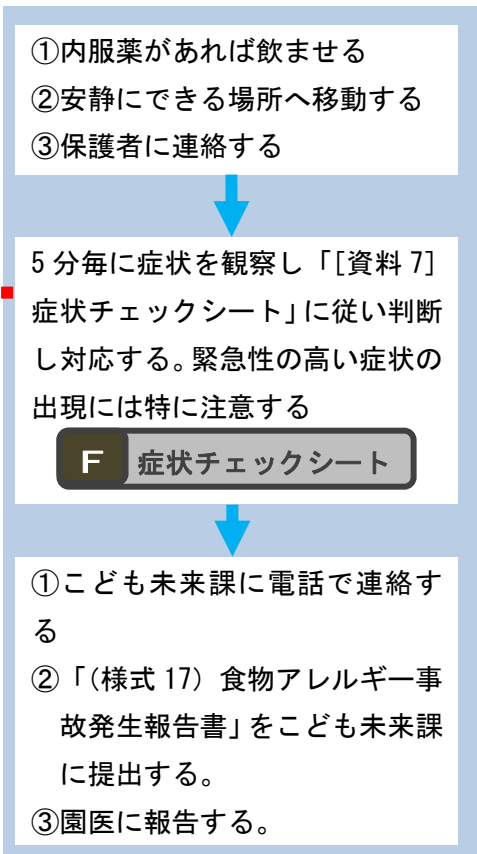 ①内服薬があれば飲ませる
②安静にできる場所へ移動する
③保護者に連絡する
5分毎に症状を観察し「[資料7]
症状チェックシート」に従い判断
し対応する。緊急性の高い症状の
出現には特に注意する
F 症状チェックシート
①こども未来課に電話で連絡す
る
②「(様式17) 食物アレルギー事
故発生報告書」をこども未来課
に提出する。
③園医に報告する。